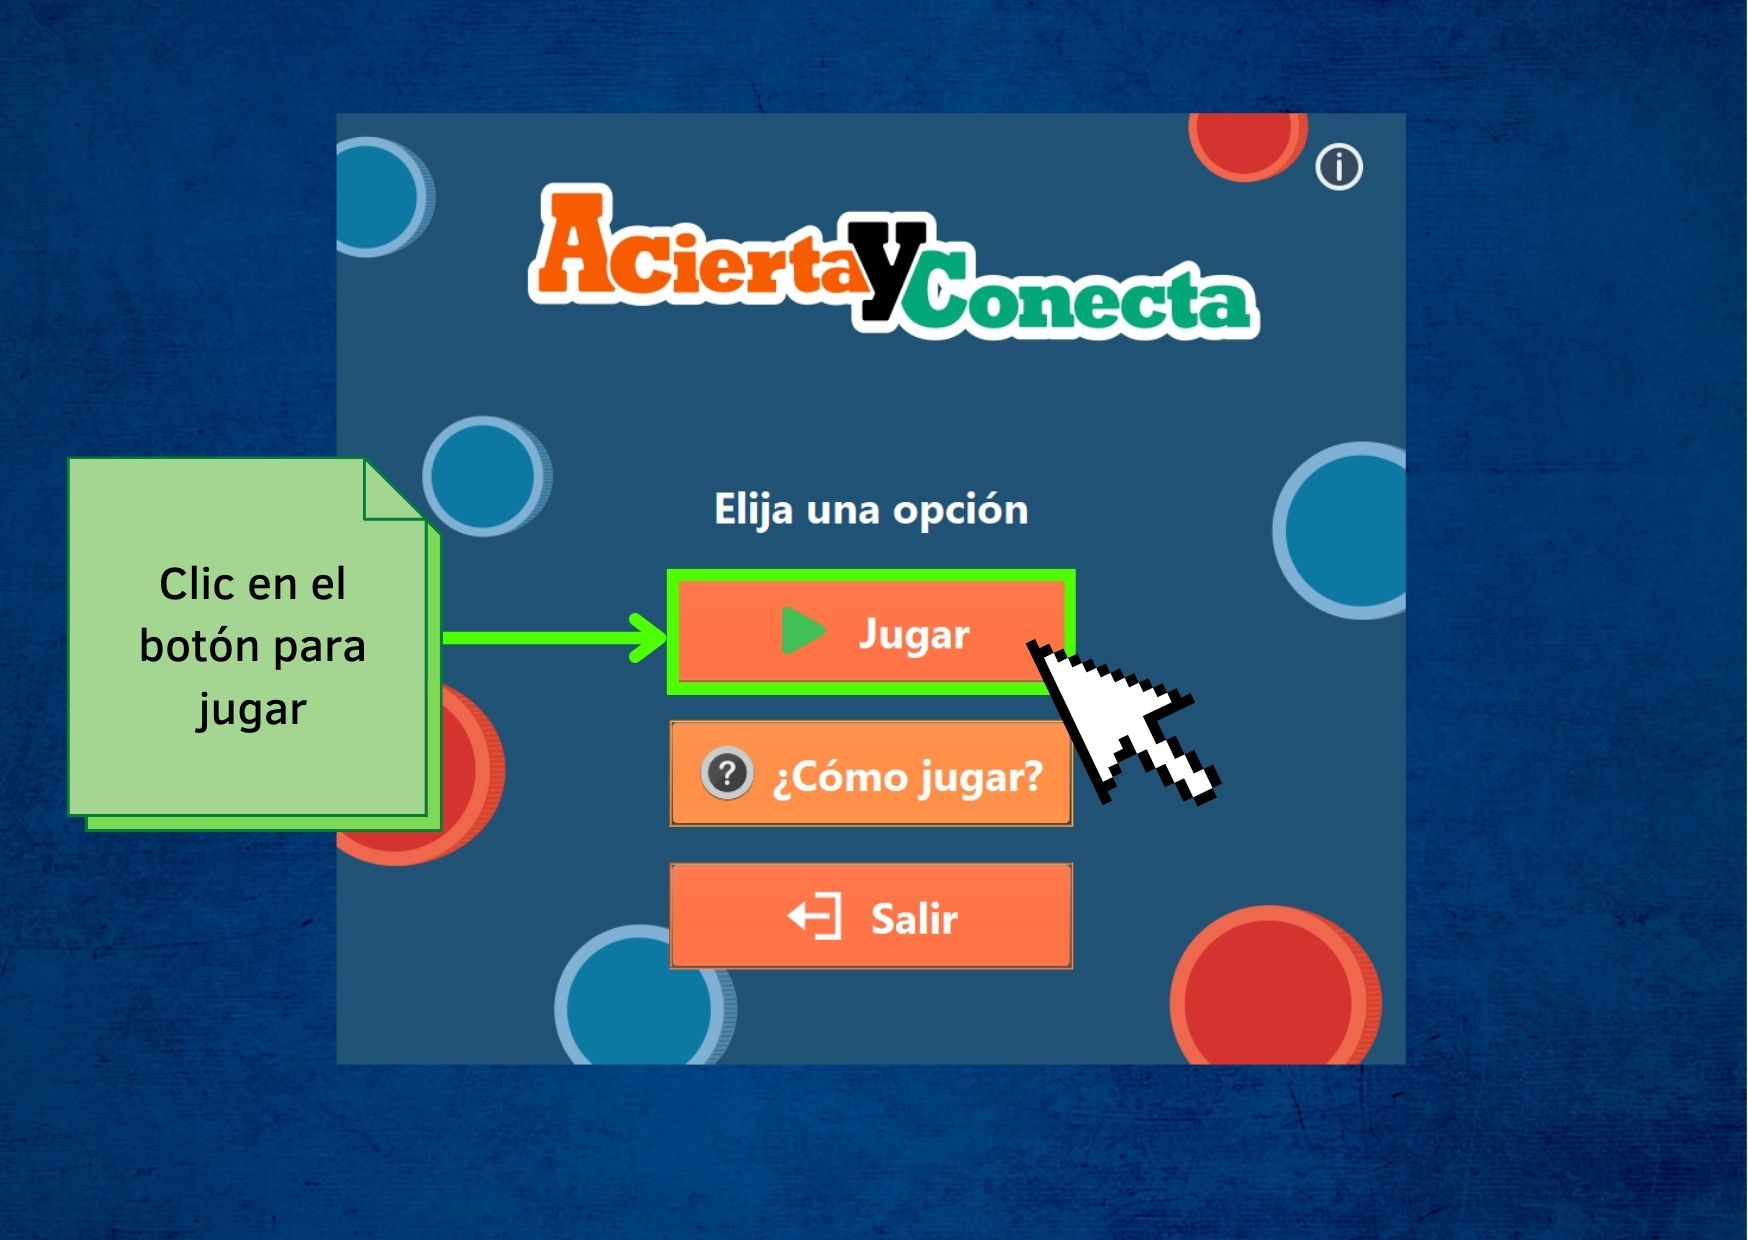 Acierta y Conecta
Elija una opción
Clic en el
botón para
jugar
Jugar
¿Cómo jugar?
Salir